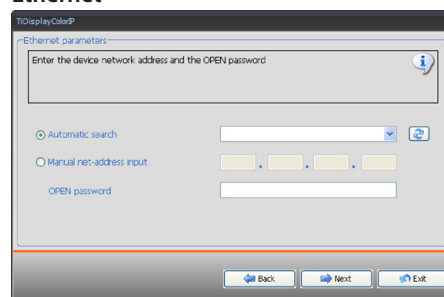 Ethernet
TiDisplayColorIP
Ethernet parameters
Enter the device network address and the OPEN password
Automatic search
Manual net-address input
. . .
OPEN password
Back Next Exit